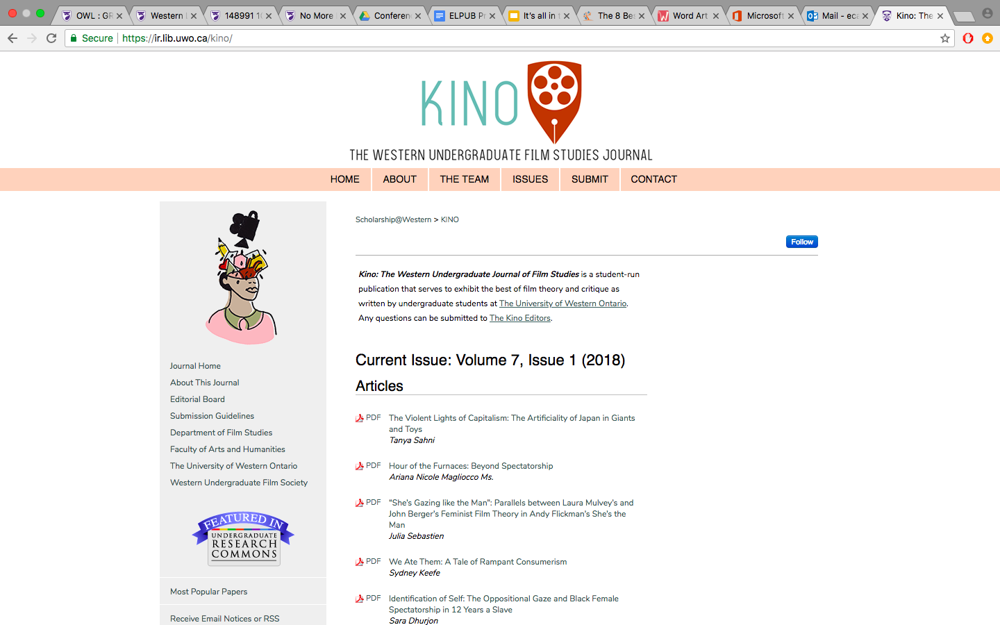 OWL : GR
Western
148991 1
No More
Conferen
ELPUB Pr
It's all in t
The 8 Bes
Word Art
Microsoft
Mail - eca
Kino: The
Secure https://ir.lib.uwo.ca/kino/
KINO
THE WESTERN UNDERGRADUATE FILM STUDIES JOURNAL
HOME ABOUT THE TEAM ISSUES SUBMIT CONTACT
Journal Home
About This Journal
Editorial Board
Submission Guidelines
Department of Film Studies
Faculty of Arts and Humanities
The University of Western Ontario
Western Undergraduate Film Society
FEATURED IN
UNDERGRADUATE
RESEARCH
COMMONS
Most Popular Papers
Receive Email Notices or RSS
Scholarship@Western > KINO
Follow
Kino: The Western Undergraduate Journal of Film Studies is a student-run
publication that serves to exhibit the best of film theory and critique as
written by undergraduate students at The University of Western Ontario.
Any questions can be submitted to The Kino Editors.
Current Issue: Volume 7, Issue 1 (2018)
Articles
PDF The Violent Lights of Capitalism: The Artificiality of Japan in Giants
and Toys
Tanya Sahni
PDF Hour of the Furnaces: Beyond Spectatorship
Ariana Nicole Magliocco Ms.
PDF "She's Gazing like the Man": Parallels between Laura Mulvey's and
John Berger's Feminist Film Theory in Andy Flickman's She's the
Man
Julia Sebastien
PDF We Ate Them: A Tale of Rampant Consumerism
Sydney Keefe
PDF Identification of Self: The Oppositional Gaze and Black Female
Spectatorship in 12 Years a Slave
Sara Dhurjon